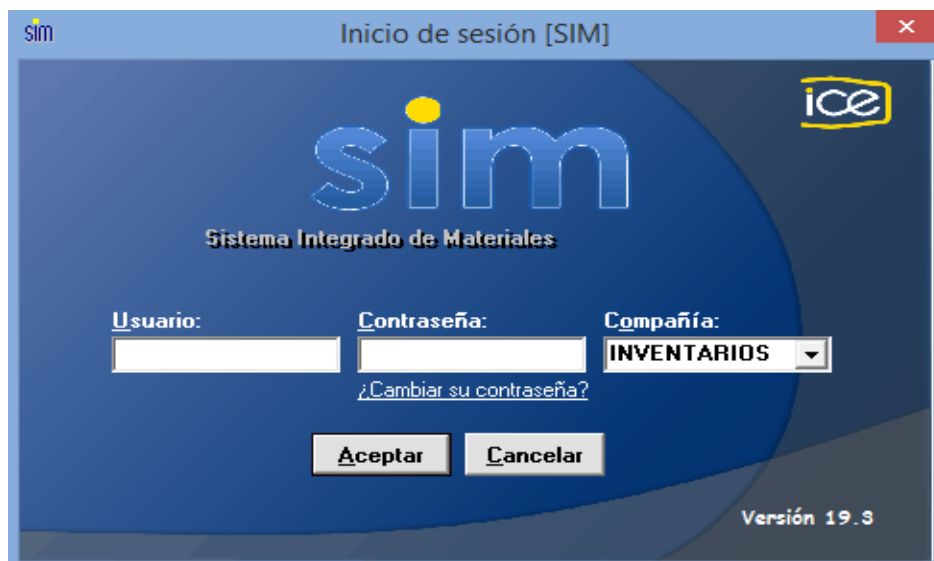 sim
Inicio de sesión [SIM]
ice
sim
Sistema Integrado de Materiales
Usuario:
Contraseña:
Compañía:
INVENTARIOS
¿Cambiar su contraseña?
Aceptar
Cancelar
Versión 19.3